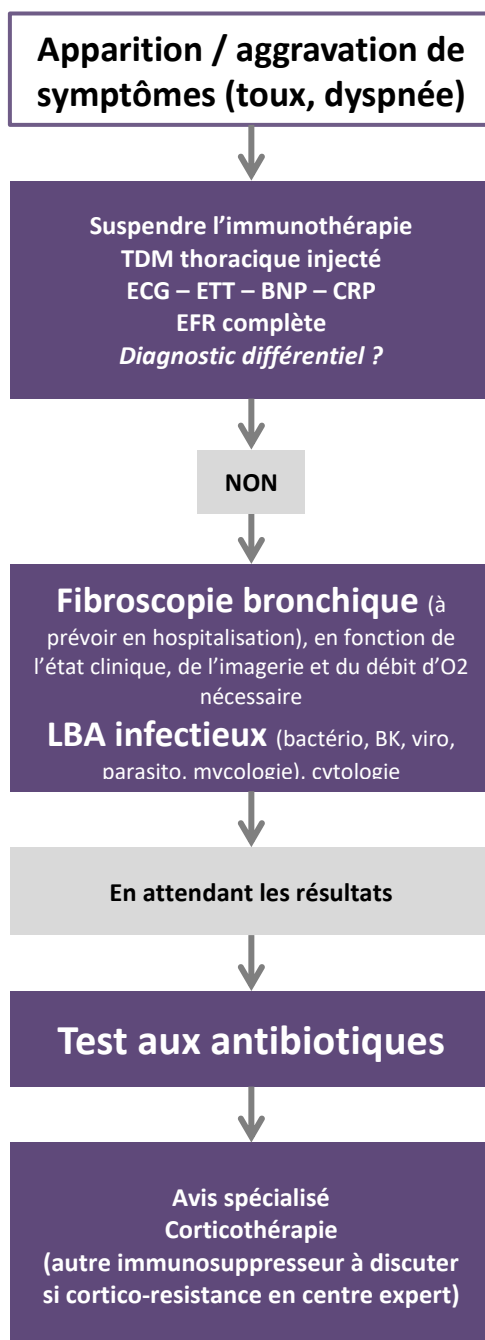 Apparition / aggravation de
symptômes (toux, dyspnée)
Suspendre l'immunothérapie
TDM thoracique injecté
ECG – ETT – BNP – CRP
EFR complète
Diagnostic différentiel ?
NON
Fibroscopie bronchique (à
prévoir en hospitalisation), en fonction de
l'état clinique, de l'imagerie et du débit d'O2
nécessaire
LBA infectieux (bactério, BK, viro,
parasito, mycologie), cytologie
En attendant les résultats
Test aux antibiotiques
Avis spécialisé
Corticothérapie
(autre immunosuppresseur à discuter
si cortico-resistance en centre expert)